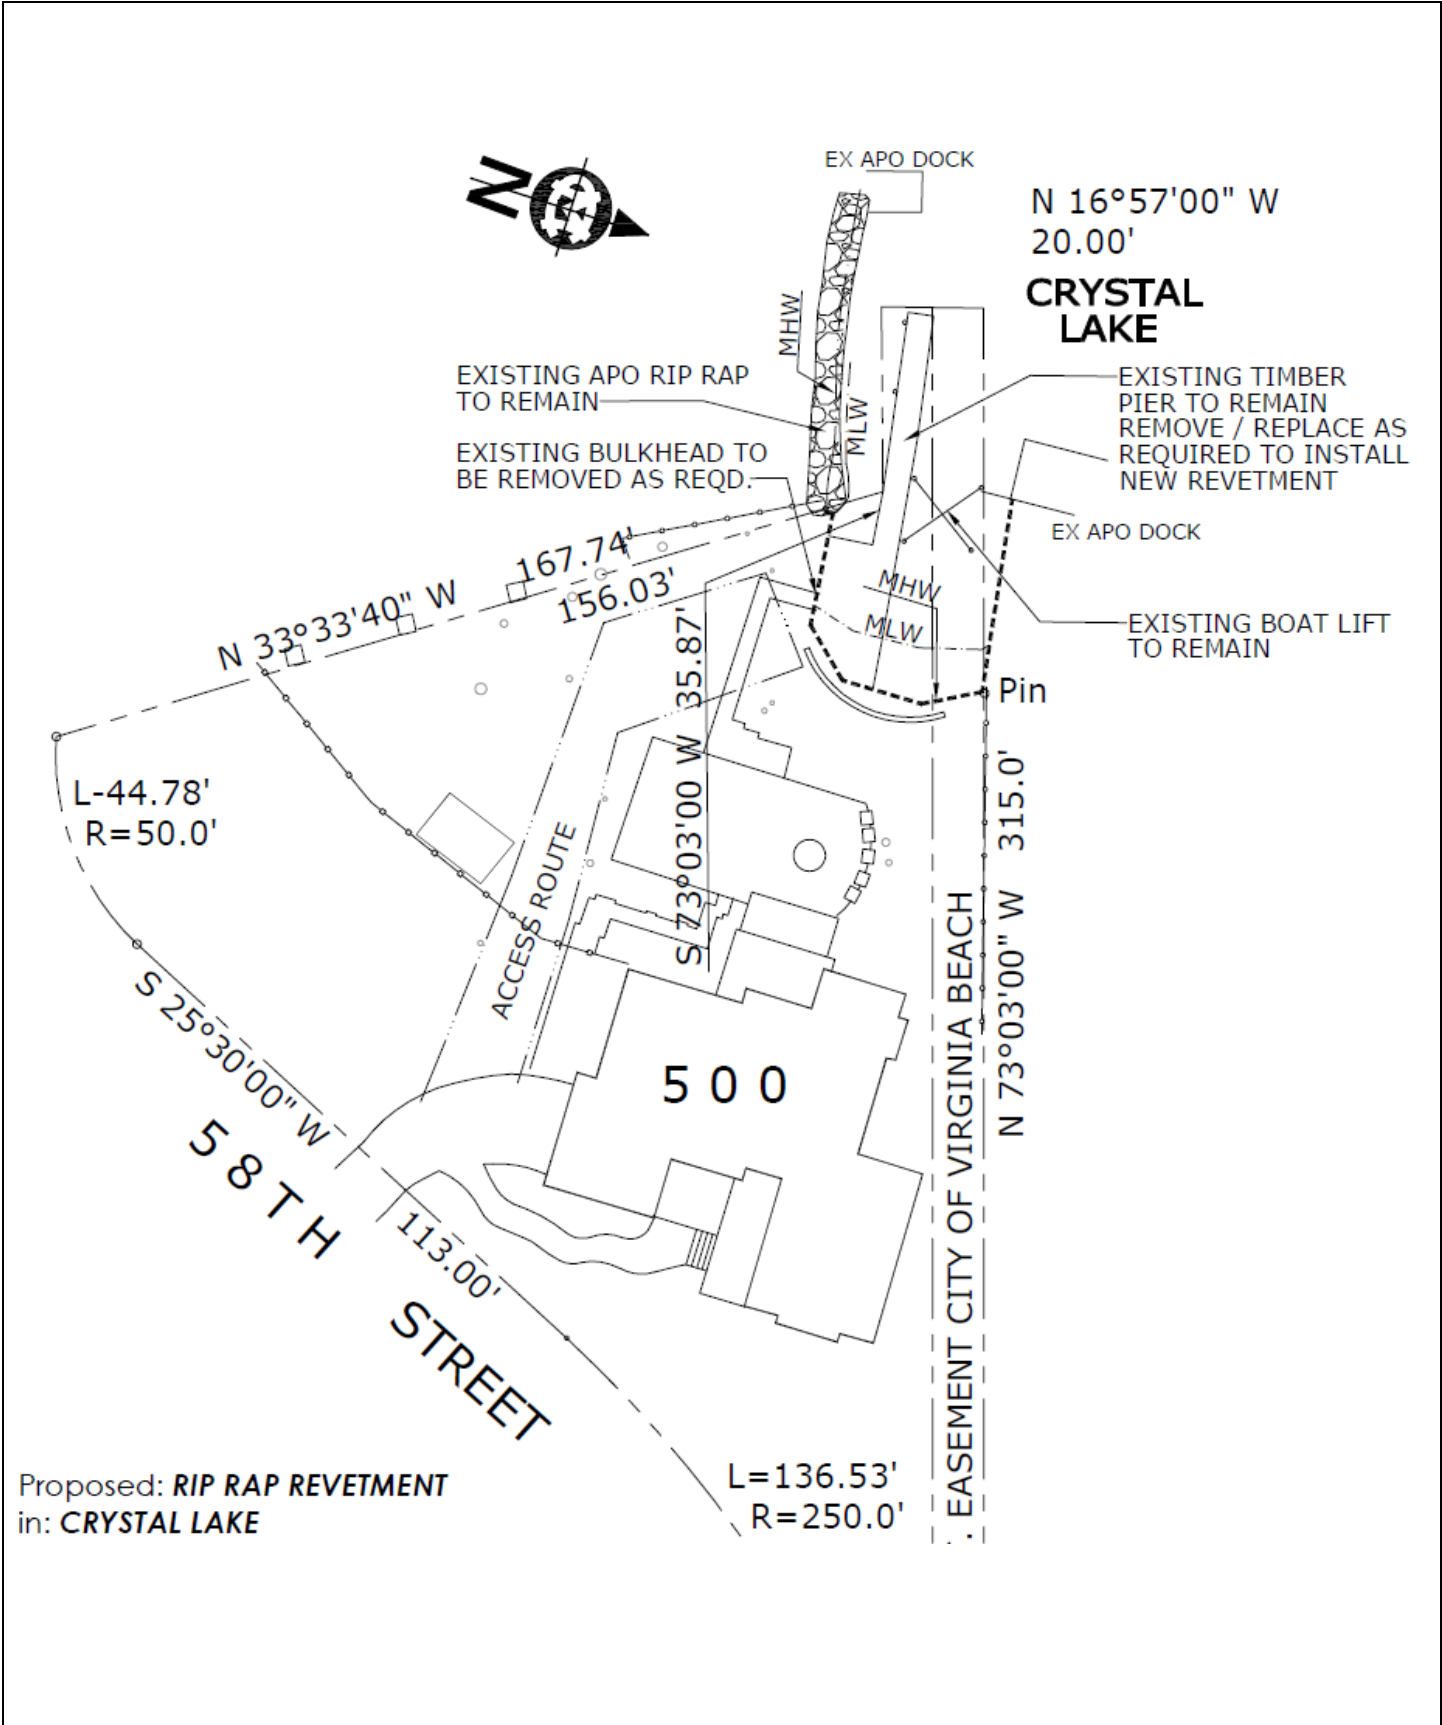 EX APO DOCK
N
N 16°57'00" W
20.00'
CRYSTAL
LAKE
MHW
EXISTING APO RIP RAP
TO REMAIN
MLW
EXISTING TIMBER
PIER TO REMAIN
REMOVE / REPLACE AS
REQUIRED TO INSTALL
NEW REVETMENT
EXISTING BULKHEAD TO
BE REMOVED AS REQD.
EX APO DOCK
167.74'
156.03'
N 33°33'40" W
MHW
MLW
EXISTING BOAT LIFT
TO REMAIN
Pin
S 73°03'00 W 35.87'
L-44.78'
R=50.0'
ACCESS ROUTE
N 73°03'00" W 315.0'
S 25°30'00" W
500
58TH
STREET
113.00'
. EASEMENT CITY OF VIRGINIA BEACH
L=136.53'
R=250.0'
Proposed: RIP RAP REVETMENT
in: CRYSTAL LAKE